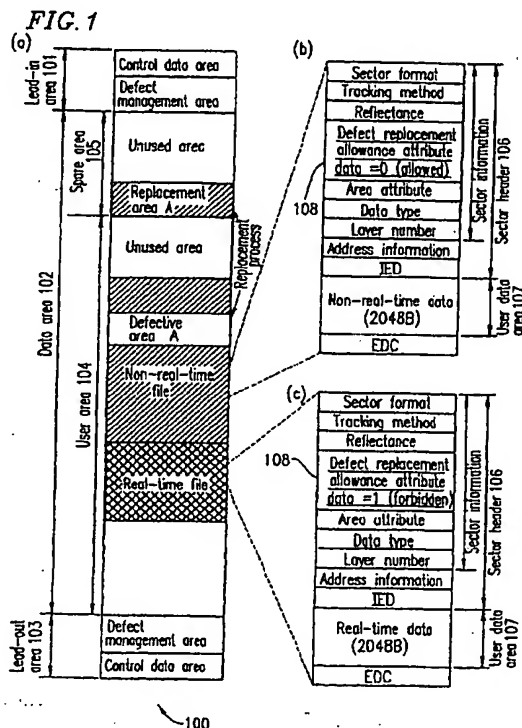 FIG. 1
(a)
Lead-in area 101
Control data area
Defect management area
Data area 102
Spare area 105
Unused area
Replacement area A
User area 104
Unused area
Replacement process
Defective area A
Non-real-time file
Real-time file
Lead-out area 103
Defect management area
Control data area
100
(b)
Sector format
Tracking method
Reflectance
Defect replacement
allowance attribute
data =0 (allowed)
108
Area attribute
Data type
Layer number
Address information
IED
Non-real-time data
(2048B)
EDC
Sector information
Sector header 106
User data area 107
(c)
Sector format
Tracking method
Reflectance
Defect replacement
allowance attribute
data =1 (forbidden)
108
Area attribute
Data type
Layer number
Address information
IED
Real-time data
(2048B)
EDC
Sector information
Sector header 106
User data area 107